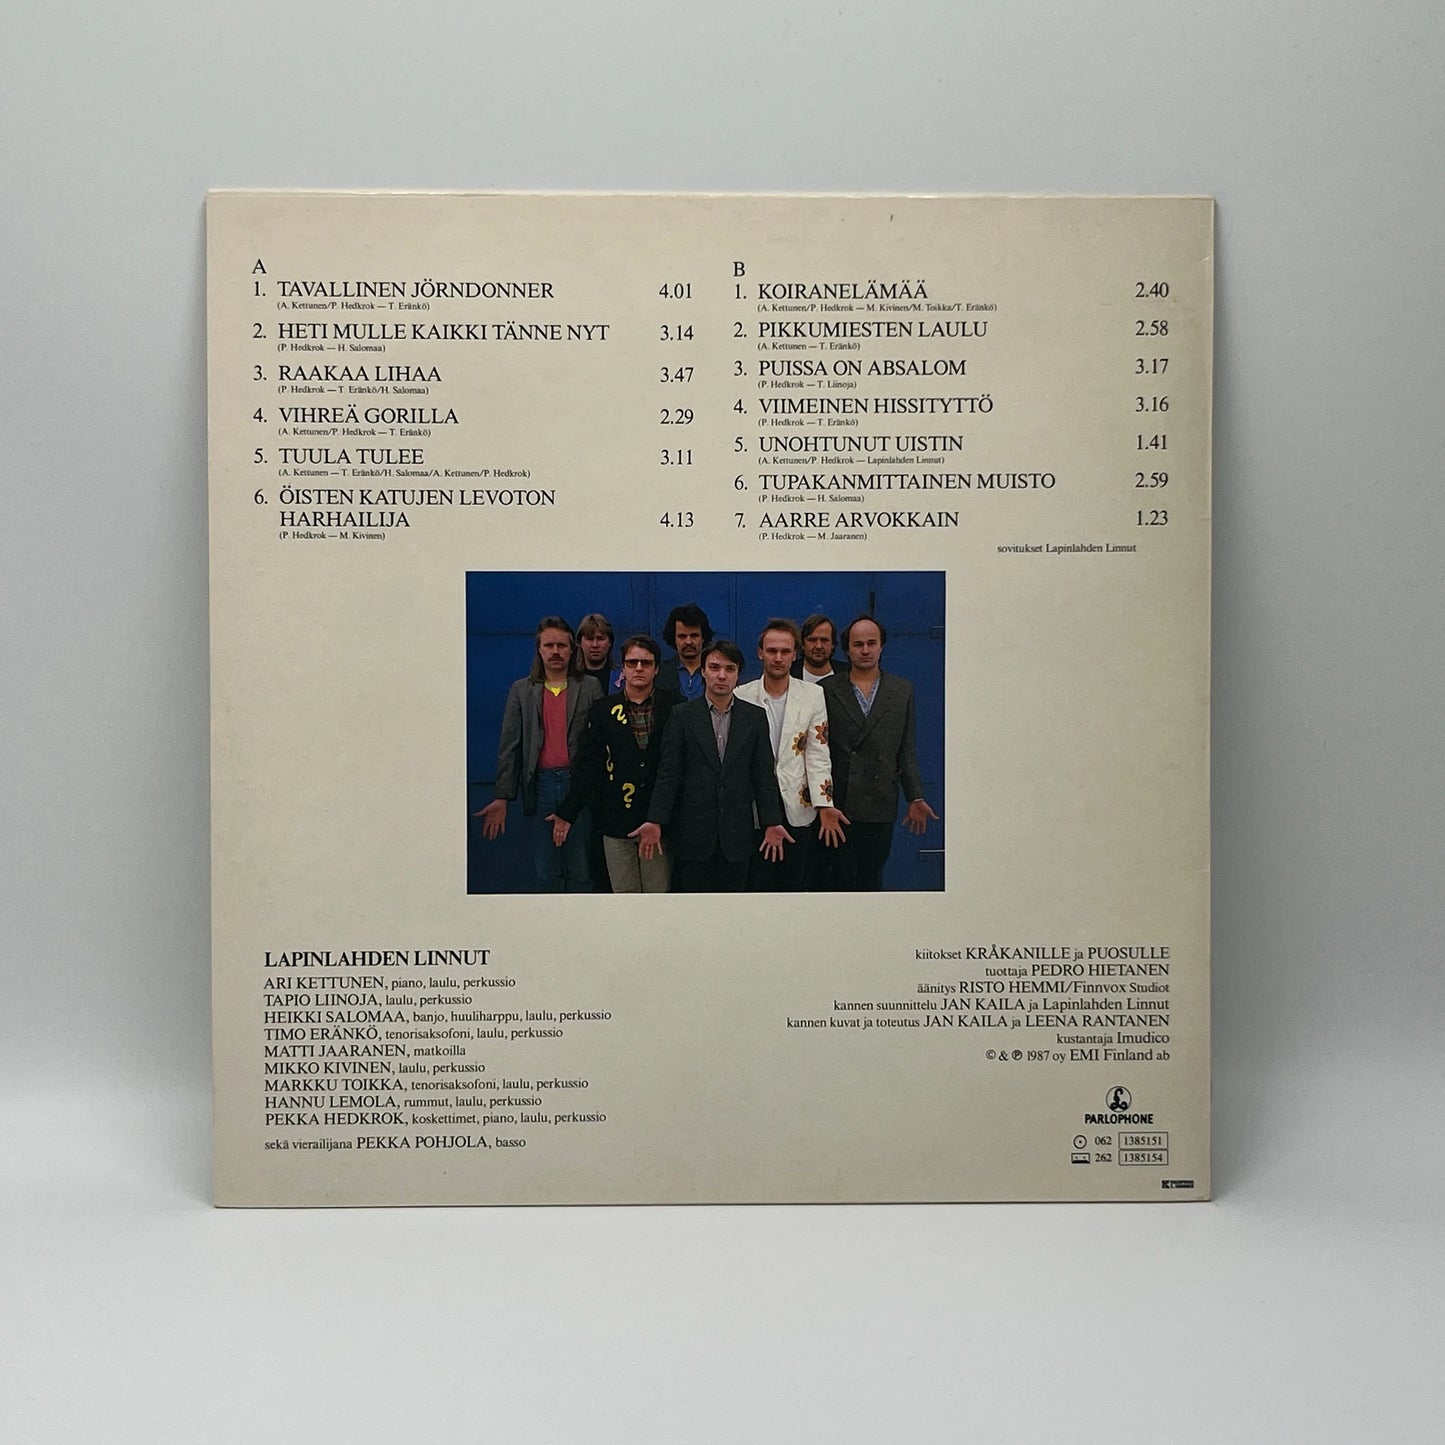 A
1. TAVALLINEN JÖRNDONNER 4.01
(A. Kettunen/P. Hedkrok — T. Eränkö)
2. HETI MULLE KAIKKI TÄNNE NYT 3.14
(P. Hedkrok — H. Salomaa)
3. RAAKAA LIHAA 3.47
(P. Hedkrok — T. Eränkö/H. Salomaa)
4. VIHREÄ GORILLA 2.29
(A. Kettunen/P. Hedkrok — T. Eränkö)
5. TUULA TULEE 3.11
(A. Kettunen — T. Eränkö/H. Salomaa/A. Kettunen/P. Hedkrok)
6. ÖISTEN KATUJEN LEVOTON
HARHAILIJA 4.13
(P. Hedkrok — M. Kivinen)
B
1. KOIRANELÄMÄÄ 2.40
(A. Kettunen/P. Hedkrok — M. Kivinen/M. Toikka/T. Eränkö)
2. PIKKUMIESTEN LAULU 2.58
(A. Kettunen — T. Eränkö)
3. PUISSA ON ABSALOM 3.17
(P. Hedkrok — T. Liinoja)
4. VIIMEINEN HISSITYTTÖ 3.16
(P. Hedkrok — T. Eränkö)
5. UNOHTUNUT UISTIN 1.41
(A. Kettunen/P. Hedkrok — Lapinlahden Linnut)
6. TUPAKANMITTAINEN MUISTO 2.59
(P. Hedkrok — H. Salomaa)
7. AARRE ARVOKKAIN 1.23
(P. Hedkrok — M. Jaaranen)
sovitukset Lapinlahden Linnut
? ? ?
LAPINLAHDEN LINNUT
ARI KETTUNEN, piano, laulu, perkussio
TAPIO LIINOJA, laulu, perkussio
HEIKKI SALOMAA, banjo, huuliharppu, laulu, perkussio
TIMO ERÄNKÖ, tenorisaksofoni, laulu, perkussio
MATTI JAARANEN, matkoilla
MIKKO KIVINEN, laulu, perkussio
MARKKU TOIKKA, tenorisaksofoni, laulu, perkussio
HANNU LEMOLA, rummut, laulu, perkussio
PEKKA HEDKROK, koskettimet, piano, laulu, perkussio
sekä vierailijana PEKKA POHJOLA, basso
kiitokset KRÅKANILLE ja PUOSULLE
tuottaja PEDRO HIETANEN
äänitys RISTO HEMMI/Finnvox Studiot
kannen suunnittelu JAN KAILA ja Lapinlahden Linnut
kannen kuvat ja toteutus JAN KAILA ja LEENA RANTANEN
kustantaja Imudico
© & ℗ 1987 oy EMI Finland ab
PARLOPHONE
062 1385151
262 1385154